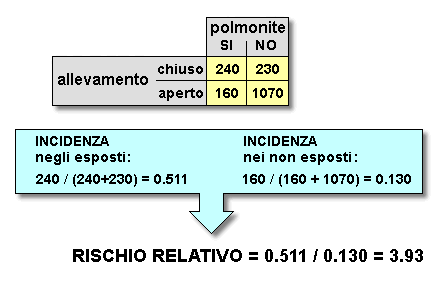 polmonite
SI NO
allevamento chiuso 240 230
aperto 160 1070
INCIDENZA
negli esposti:
240 / (240+230) = 0.511
INCIDENZA
nei non esposti:
160 / (160 + 1070) = 0.130
RISCHIO RELATIVO = 0.511 / 0.130 = 3.93